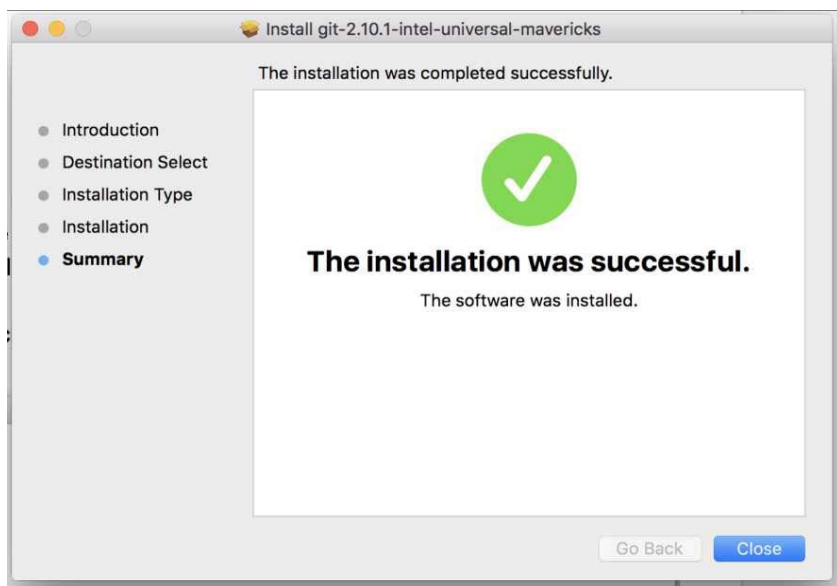 Install git-2.10.1-intel-universal-mavericks
The installation was completed successfully.
Introduction
Destination Select
Installation Type
Installation
Summary
The installation was successful.
The software was installed.
Go Back
Close